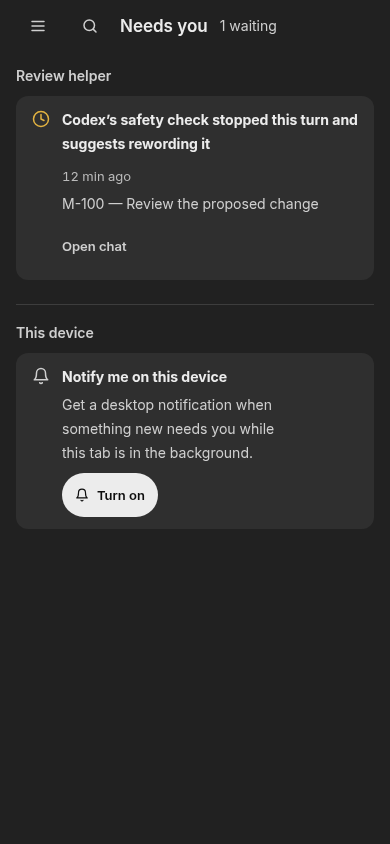 Needs you 1 waiting
Review helper
Codex’s safety check stopped this turn and
suggests rewording it
12 min ago
M-100 — Review the proposed change
Open chat
This device
Notify me on this device
Get a desktop notification when
something new needs you while
this tab is in the background.
Turn on